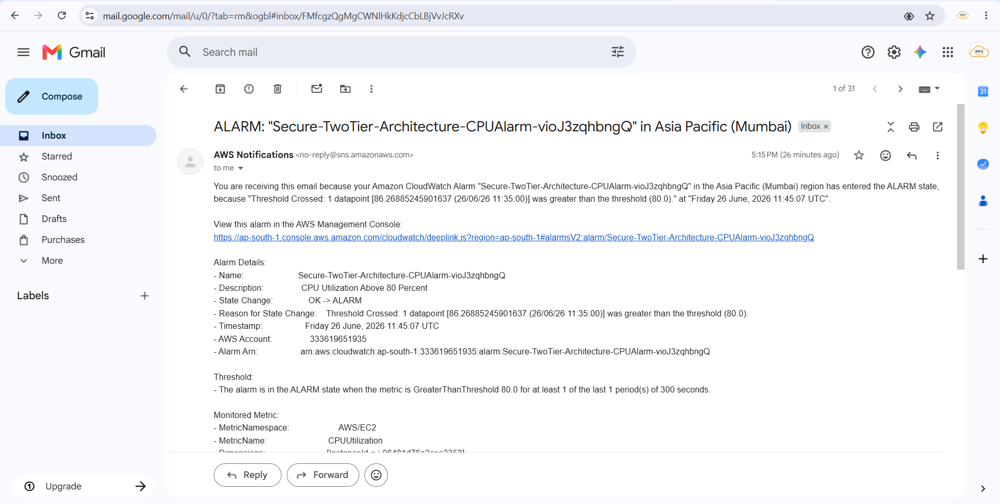 mail.google.com/mail/u/0/?tab=rm&ogbl#inbox/FMfcgzQgMgCWNlHkKdjcCbLBjVvJcRXv
Gmail
Search mail
aws
Compose
1 of 31
31
ALARM: "Secure-TwoTier-Architecture-CPUAlarm-vioJ3zqhbngQ" in Asia Pacific (Mumbai)
Inbox ×
Inbox
Starred
Snoozed
Sent
Drafts
Purchases
More
Labels
Upgrade
AWS Notifications <no-reply@sns.amazonaws.com>
5:15 PM (26 minutes ago)
to me
You are receiving this email because your Amazon CloudWatch Alarm "Secure-TwoTier-Architecture-CPUAlarm-vioJ3zqhbngQ" in the Asia Pacific (Mumbai) region has entered the ALARM state,
because "Threshold Crossed: 1 datapoint [86.26885245901637 (26/06/26 11:35:00)] was greater than the threshold (80.0)." at "Friday 26 June, 2026 11:45:07 UTC".
View this alarm in the AWS Management Console:
https://ap-south-1.console.aws.amazon.com/cloudwatch/deeplink.js?region=ap-south-1#alarmsV2:alarm/Secure-TwoTier-Architecture-CPUAlarm-vioJ3zqhbngQ
Alarm Details:
- Name: Secure-TwoTier-Architecture-CPUAlarm-vioJ3zqhbngQ
- Description: CPU Utilization Above 80 Percent
- State Change: OK -> ALARM
- Reason for State Change: Threshold Crossed: 1 datapoint [86.26885245901637 (26/06/26 11:35:00)] was greater than the threshold (80.0).
- Timestamp: Friday 26 June, 2026 11:45:07 UTC
- AWS Account: 333619651935
- Alarm Arn: arn:aws:cloudwatch:ap-south-1:333619651935:alarm:Secure-TwoTier-Architecture-CPUAlarm-vioJ3zqhbngQ
Threshold:
- The alarm is in the ALARM state when the metric is GreaterThanThreshold 80.0 for at least 1 of the last 1 period(s) of 300 seconds.
Monitored Metric:
- MetricNamespace: AWS/EC2
- MetricName: CPUUtilization
- Dimensions: [InstanceId =
Reply
Forward